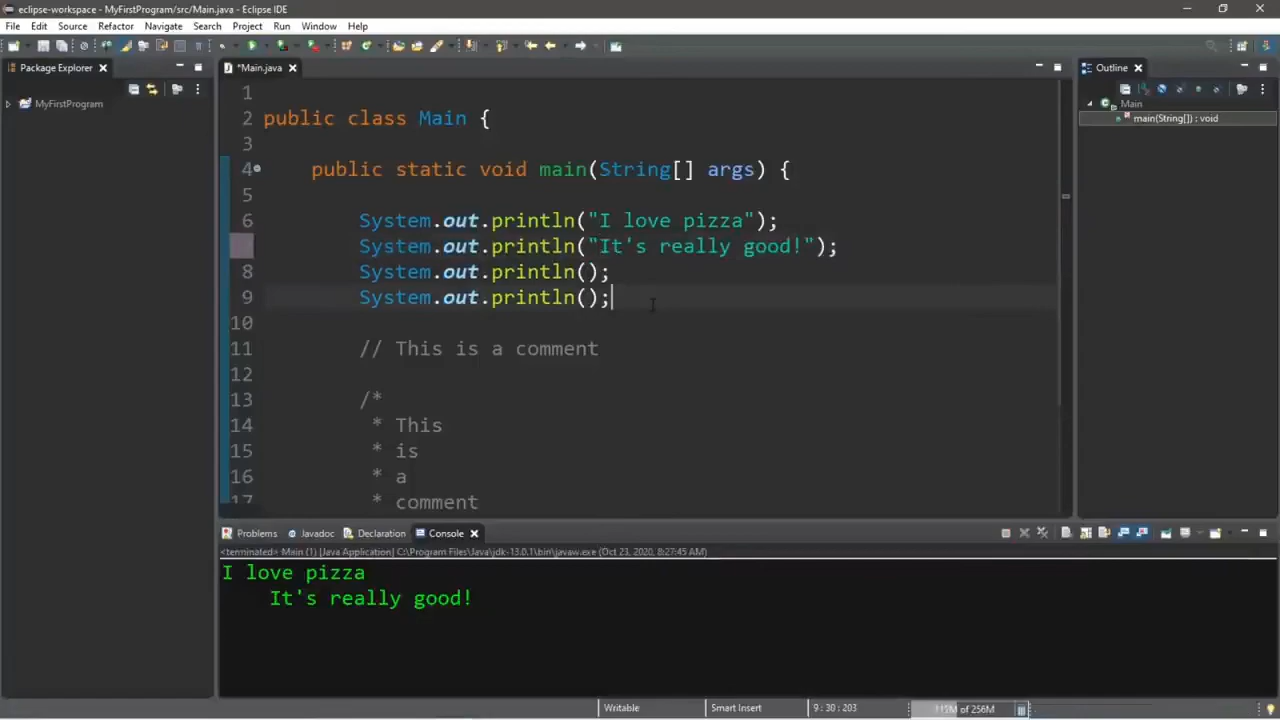 eclipse-workspace - MyFirstProgram/src/Main.java - Eclipse IDE
File Edit Source Refactor Navigate Search Project Run Window Help
Package Explorer
*Main.java
Outline
MyFirstProgram
Main
main(String[]) : void
1
2 public class Main {
3
4 public static void main(String[] args) {
5
6 System.out.println("I love pizza");
System.out.println("It's really good!");
8 System.out.println();
9 System.out.println();
10
11 // This is a comment
12
13 /*
14 * This
15 * is
16 * a
17 * comment
Problems Javadoc Declaration Console
<terminated> Main (1) [Java Application] C:\Program Files\Java\jdk-13.0.1\bin\javaw.exe (Oct 23, 2020, 8:27:45 AM)
I love pizza
It's really good!
Writable Smart Insert 9 : 30 : 203 115M of 256M